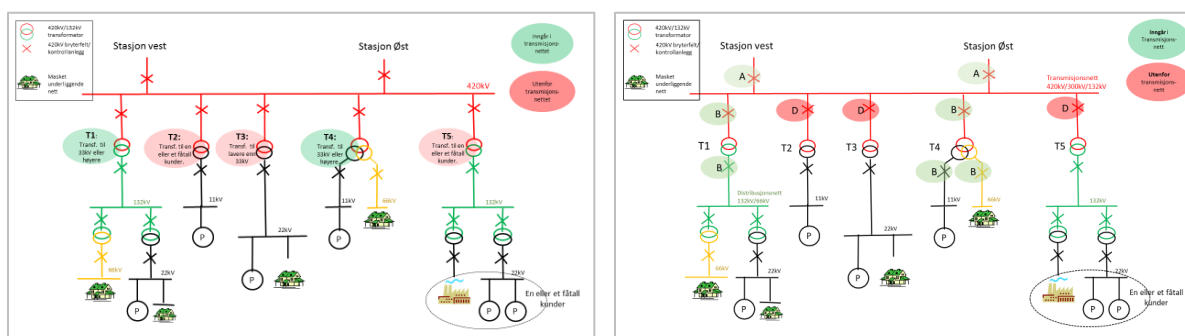 420kV/132kV
transformator
420kV bryterfelt/
kontrollanlegg
Masket
underliggende
nett
Stasjon vest
Stasjon Øst
Inngår i
transmisjons-
nettet
Utenfor
transmisjons-
nettet
420kV
T1:
Transf. til
33kV eller
høyere
T2:
Transf. til en
eller et fåtall
kunder.
T3:
Transf. til
lavere enn
33kV
T4:
Transf. til
33kV eller
høyere
T5:
Transf. til en
eller et fåtall
kunder.
132kV
11kV
11kV
66kV
132kV
P
P
22kV
66kV
22kV
22kV
P
P
P
P
En eller et fåtall
kunder
420kV/132kV
transformator
420kV bryterfelt/
kontrollanlegg
Masket
underliggende
nett
Stasjon vest
Stasjon Øst
Inngår i
Transmisjons-
nett
Utenfor
transmisjons-
nett
A
A
Transmisjonsnett
420kV/300kV/132kV
B
D
D
B
D
T1
T2
T3
T4
T5
B
B
B
Distribusjonsnett
132kV/66kV
11kV
11kV
66kV
132kV
P
P
22kV
66kV
22kV
22kV
P
P
P
P
En eller et fåtall
kunder